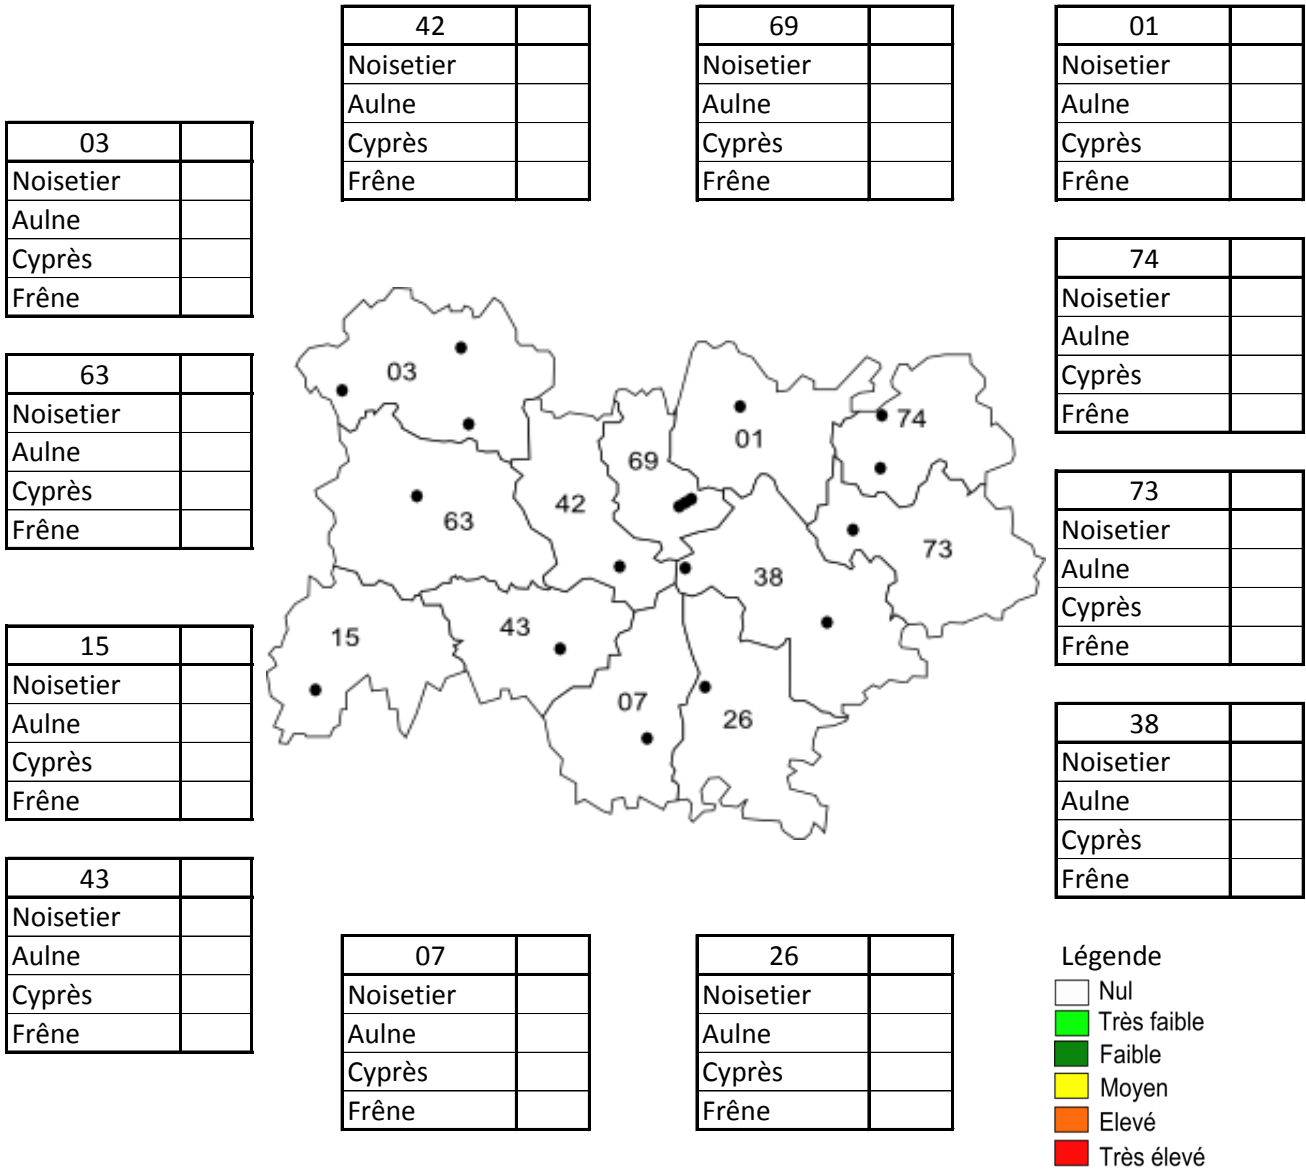 42
Noisetier
Aulne
Cyprès
Frêne
69
Noisetier
Aulne
Cyprès
Frêne
01
Noisetier
Aulne
Cyprès
Frêne
03
Noisetier
Aulne
Cyprès
Frêne
74
Noisetier
Aulne
Cyprès
Frêne
63
Noisetier
Aulne
Cyprès
Frêne
03
74
01
69
42
63
73
38
43
15
07
26
73
Noisetier
Aulne
Cyprès
Frêne
15
Noisetier
Aulne
Cyprès
Frêne
38
Noisetier
Aulne
Cyprès
Frêne
43
Noisetier
Aulne
Cyprès
Frêne
07
Noisetier
Aulne
Cyprès
Frêne
26
Noisetier
Aulne
Cyprès
Frêne
Légende
Nul
Très faible
Faible
Moyen
Elevé
Très élevé